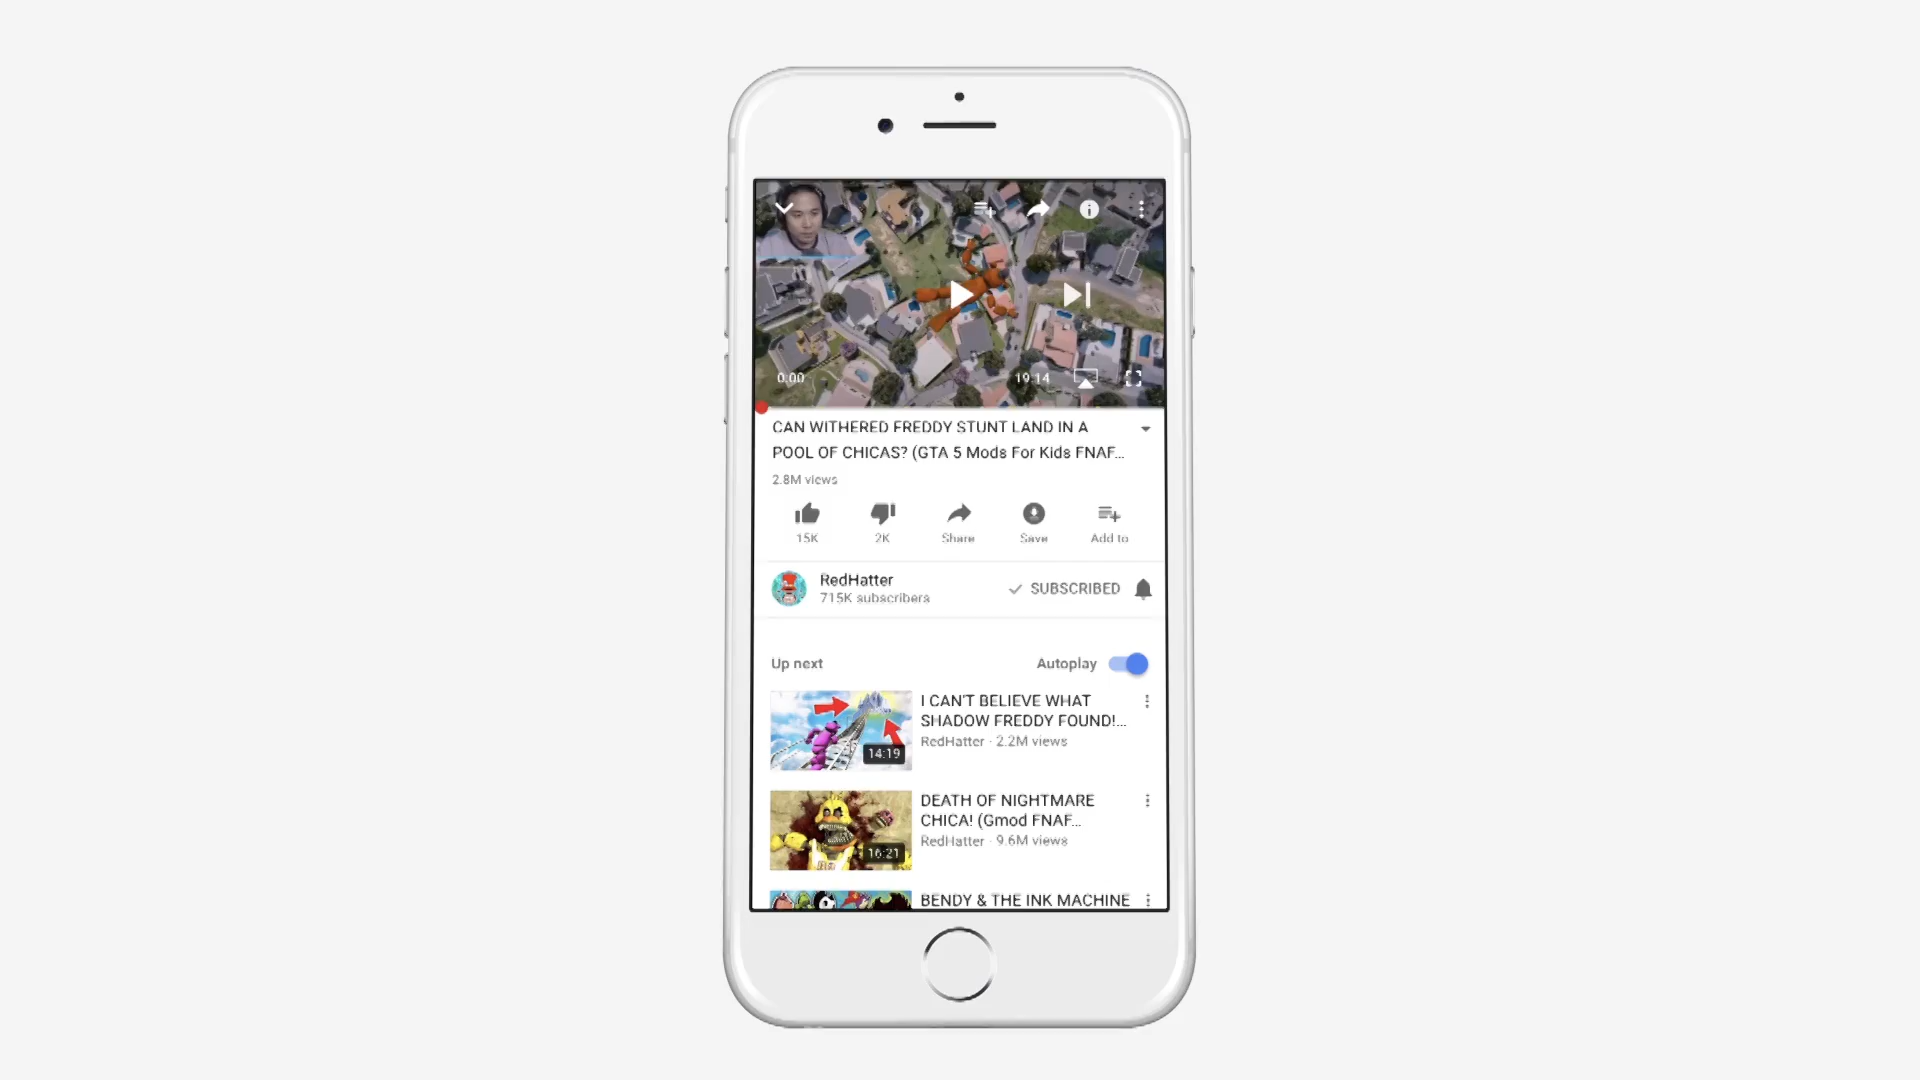 0:00
19:14
CAN WITHERED FREDDY STUNT LAND IN A
POOL OF CHICAS? (GTA 5 Mods For Kids FNAF...
2.8M views
15K
2K
Share
Save
Add to
RedHatter
715K subscribers
SUBSCRIBED
Up next
Autoplay
14:19
I CAN'T BELIEVE WHAT
SHADOW FREDDY FOUND!...
RedHatter · 2.2M views
16:21
DEATH OF NIGHTMARE
CHICA! (Gmod FNAF...
RedHatter · 9.6M views
BENDY & THE INK MACHINE